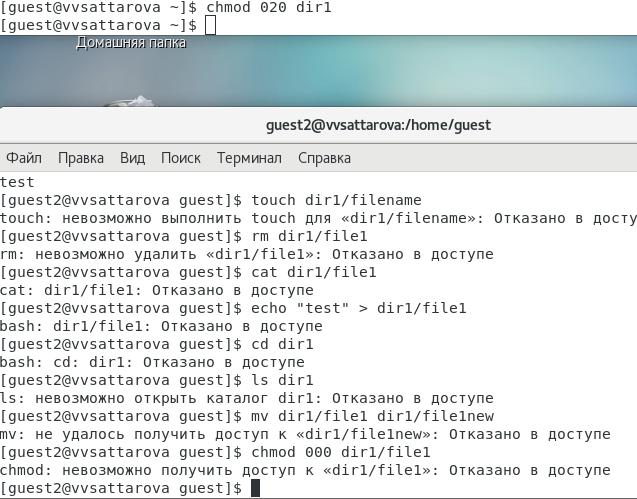 [guest@vvsattarova ~]$ chmod 020 dir1
[guest@vvsattarova ~]$
Домашняя папка
guest2@vvsattarova:/home/guest
Файл Правка Вид Поиск Терминал Справка
test
[guest2@vvsattarova guest]$ touch dir1/filename
touch: невозможно выполнить touch для «dir1/filename»: Отказано в досту
[guest2@vvsattarova guest]$ rm dir1/file1
rm: невозможно удалить «dir1/file1»: Отказано в доступе
[guest2@vvsattarova guest]$ cat dir1/file1
cat: dir1/file1: Отказано в доступе
[guest2@vvsattarova guest]$ echo "test" > dir1/file1
bash: dir1/file1: Отказано в доступе
[guest2@vvsattarova guest]$ cd dir1
bash: cd: dir1: Отказано в доступе
[guest2@vvsattarova guest]$ ls dir1
ls: невозможно открыть каталог dir1: Отказано в доступе
[guest2@vvsattarova guest]$ mv dir1/file1 dir1/file1new
mv: не удалось получить доступ к «dir1/file1new»: Отказано в доступе
[guest2@vvsattarova guest]$ chmod 000 dir1/file1
chmod: невозможно получить доступ к «dir1/file1»: Отказано в доступе
[guest2@vvsattarova guest]$